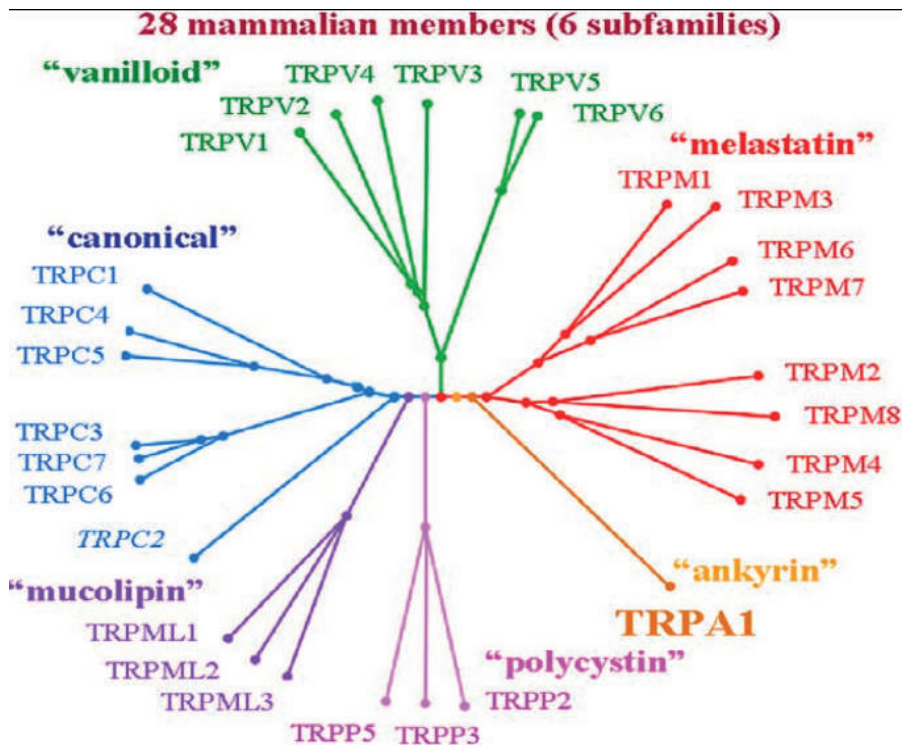 28 mammalian members (6 subfamilies)
“vanilloid”
TRPV1
TRPV2
TRPV4
TRPV3
TRPV5
TRPV6
“melastatin”
TRPM1
TRPM3
TRPM6
TRPM7
TRPM2
TRPM8
TRPM4
TRPM5
“canonical”
TRPC1
TRPC4
TRPC5
TRPC3
TRPC7
TRPC6
TRPC2
“mucolipin”
TRPML1
TRPML2
TRPML3
“polycystin”
TRPP5
TRPP3
TRPP2
“ankyrin”
TRPA1